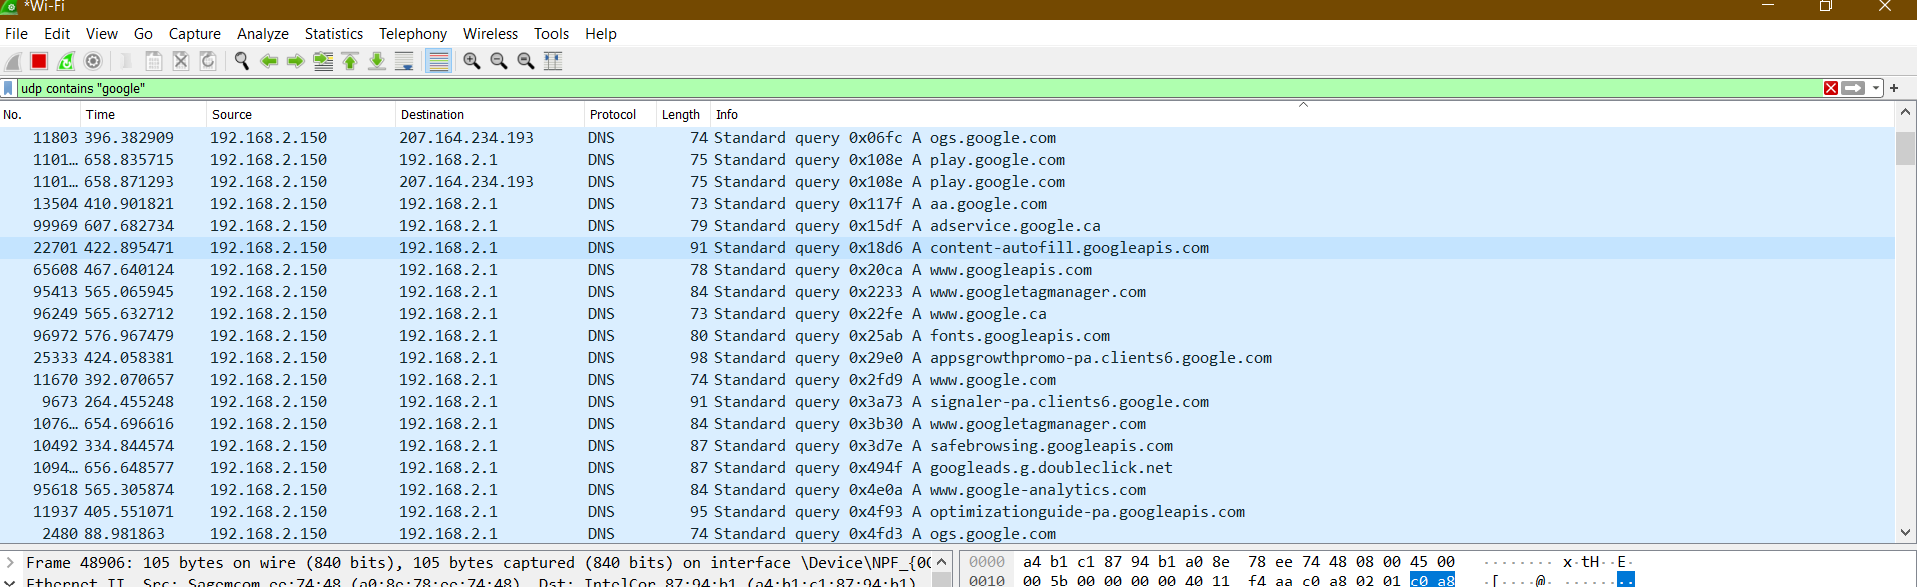 *Wi-Fi
File Edit View Go Capture Analyze Statistics Telephony Wireless Tools Help
udp contains "google"
No. Time Source Destination Protocol Length Info
11803 396.382909 192.168.2.150 207.164.234.193 DNS 74 Standard query 0x06fc A ogs.google.com
1101… 658.835715 192.168.2.150 192.168.2.1 DNS 75 Standard query 0x108e A play.google.com
1101… 658.871293 192.168.2.150 207.164.234.193 DNS 75 Standard query 0x108e A play.google.com
13504 410.901821 192.168.2.150 192.168.2.1 DNS 73 Standard query 0x117f A aa.google.com
99969 607.682734 192.168.2.150 192.168.2.1 DNS 79 Standard query 0x15df A adservice.google.ca
22701 422.895471 192.168.2.150 192.168.2.1 DNS 91 Standard query 0x18d6 A content-autofill.googleapis.com
65608 467.640124 192.168.2.150 192.168.2.1 DNS 78 Standard query 0x20ca A www.googleapis.com
95413 565.065945 192.168.2.150 192.168.2.1 DNS 84 Standard query 0x2233 A www.googletagmanager.com
96249 565.632712 192.168.2.150 192.168.2.1 DNS 73 Standard query 0x22fe A www.google.ca
96972 576.967479 192.168.2.150 192.168.2.1 DNS 80 Standard query 0x25ab A fonts.googleapis.com
25333 424.058381 192.168.2.150 192.168.2.1 DNS 98 Standard query 0x29e0 A appsgrowthpromo-pa.clients6.google.com
11670 392.070657 192.168.2.150 192.168.2.1 DNS 74 Standard query 0x2fd9 A www.google.com
9673 264.455248 192.168.2.150 192.168.2.1 DNS 91 Standard query 0x3a73 A signaler-pa.clients6.google.com
1076… 654.696616 192.168.2.150 192.168.2.1 DNS 84 Standard query 0x3b30 A www.googletagmanager.com
10492 334.844574 192.168.2.150 192.168.2.1 DNS 87 Standard query 0x3d7e A safebrowsing.googleapis.com
1094… 656.648577 192.168.2.150 192.168.2.1 DNS 87 Standard query 0x494f A googleads.g.doubleclick.net
95618 565.305874 192.168.2.150 192.168.2.1 DNS 84 Standard query 0x4e0a A www.google-analytics.com
11937 405.551071 192.168.2.150 192.168.2.1 DNS 95 Standard query 0x4f93 A optimizationguide-pa.googleapis.com
2480 88.981863 192.168.2.150 192.168.2.1 DNS 74 Standard query 0x4fd3 A ogs.google.com
Frame 48906: 105 bytes on wire (840 bits), 105 bytes captured (840 bits) on interface \Device\NPF_{0(
Ethernet II, Src: Sagemcom_ee:74:48 (a0:8e:78:ee:74:48), Dst: IntelCor_87:94:b1 (a4:b1:c1:87:94:b1)
0000 a4 b1 c1 87 94 b1 a0 8e 78 ee 74 48 08 00 45 00 ········ x·tH··E·
0010 00 5b 00 00 00 00 40 11 f4 aa c0 a8 02 01 c0 a8 ·[····@· ········